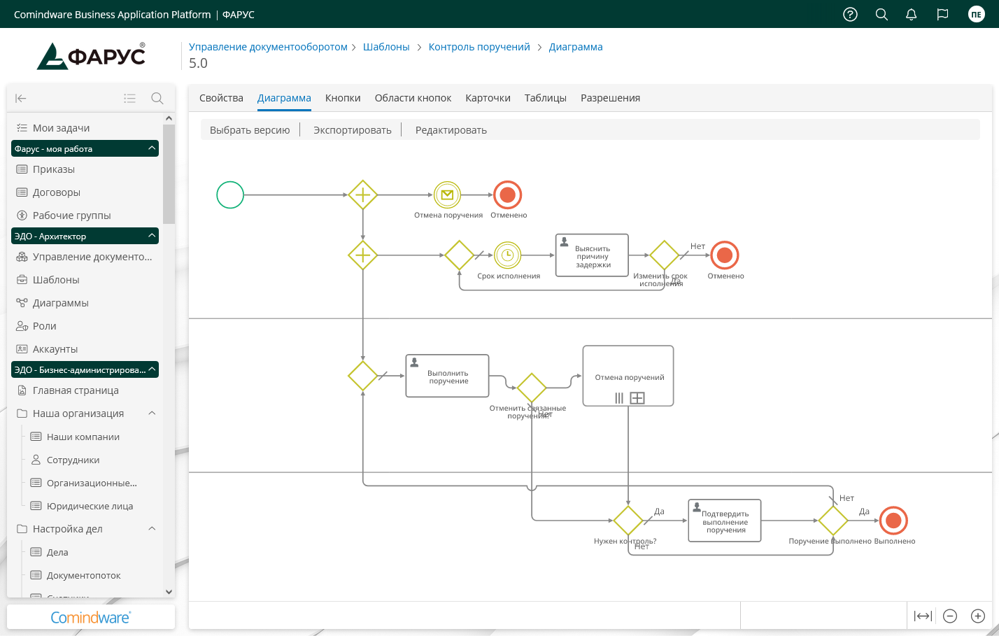 Comindware Business Application Platform | ФАРУС
ПЕ
ФАРУС®
Управление документооборотом > Шаблоны > Контроль поручений > Диаграмма
5.0
Свойства Диаграмма Кнопки Области кнопок Карточки Таблицы Разрешения
Выбрать версию Экспортировать Редактировать
Мои задачи
Фарус - моя работа
Приказы
Договоры
Рабочие группы
ЭДО - Архитектор
Управление документо...
Шаблоны
Диаграммы
Роли
Аккаунты
ЭДО - Бизнес-администрирова...
Главная страница
Наша организация
Наши компании
Сотрудники
Организационные...
Юридические лица
Настройка дел
Дела
Документопоток
Comindware®
Отмена поручения
Отменено
Срок исполнения
Выяснить
причину
задержки
Нет
Изменить срок
исполнения
Да
Отменено
Выполнить
поручение
Отменить связанные
поручения?
Нет
Отмена поручений
Нужен контроль?
Да
Нет
Подтвердить
выполнение
поручения
Нет
Да
Поручение выполнено
Выполнено